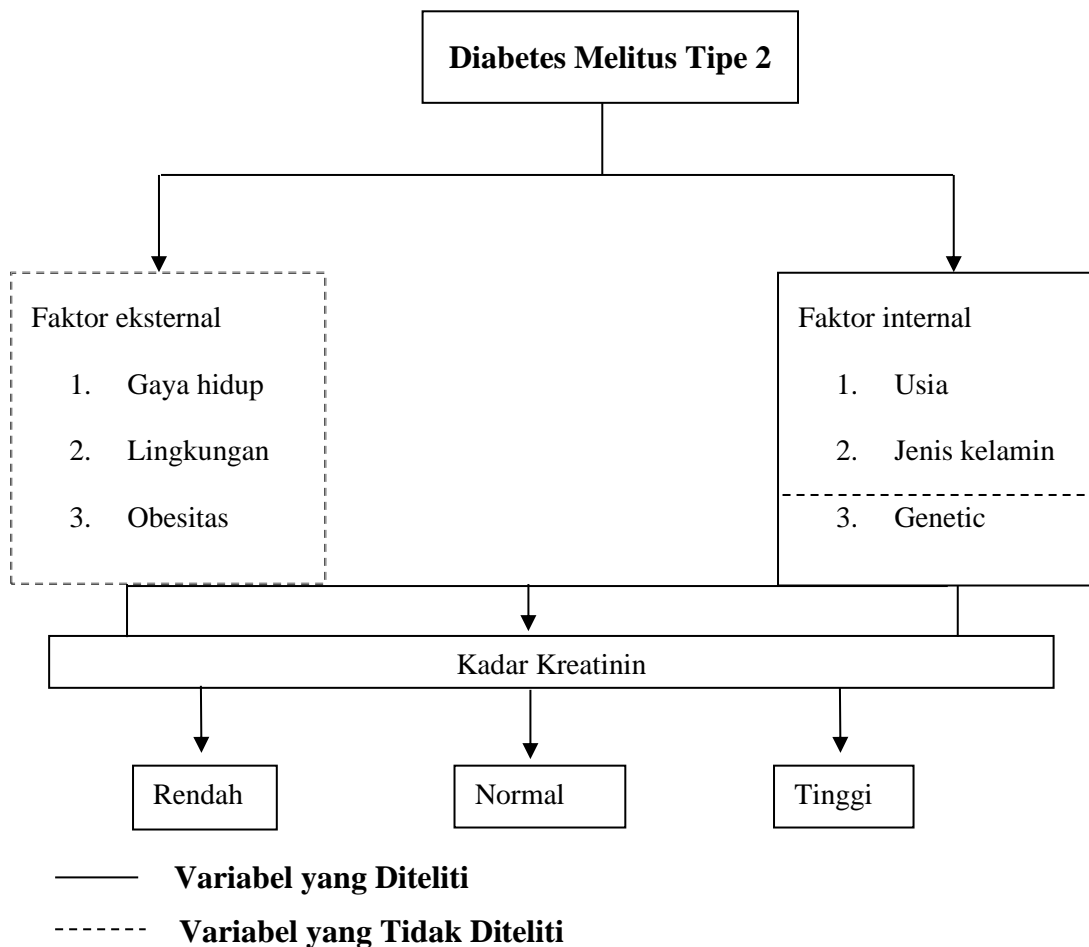 Diabetes Melitus Tipe 2
Faktor eksternal
1. Gaya hidup
2. Lingkungan
3. Obesitas
Faktor internal
1. Usia
2. Jenis kelamin
3. Genetic
Kadar Kreatinin
Rendah
Normal
Tinggi
Variabel yang Diteliti
Variabel yang Tidak Diteliti